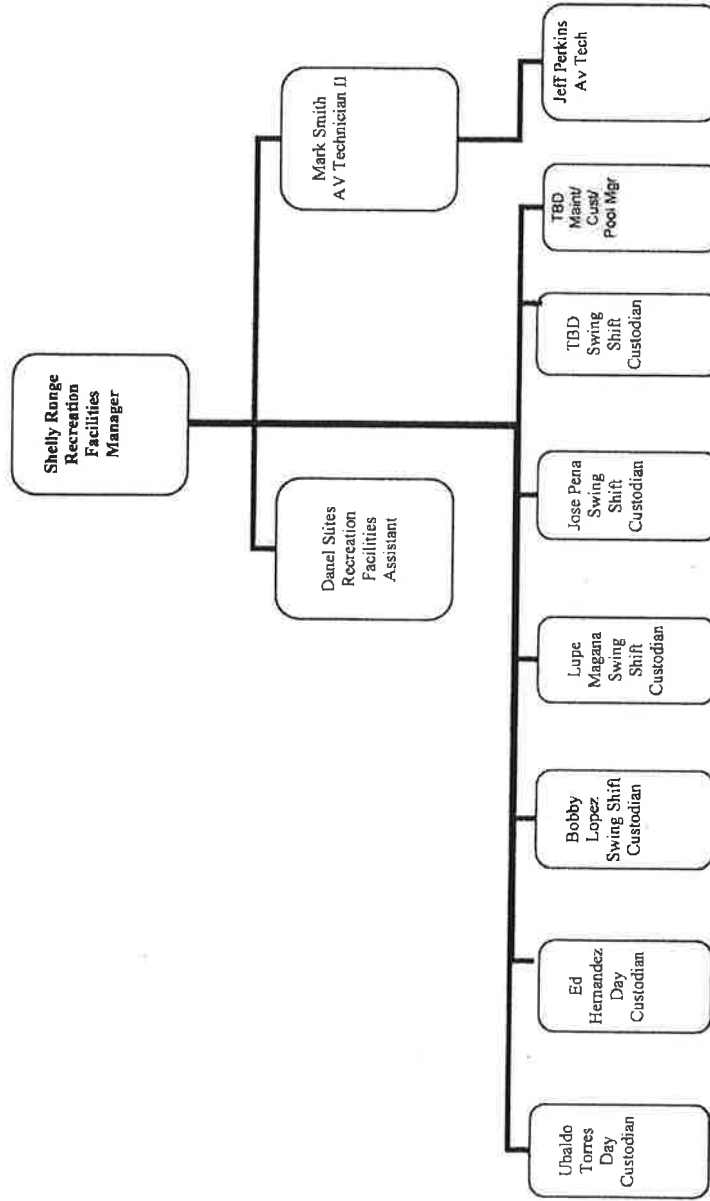 Shelly Runge
Recreation
Facilities
Manager
Danel Stites
Recreation
Facilities
Assistant
Mark Smith
AV Technician II
Ubaldo
Torres
Day
Custodian
Ed
Hernandez
Day
Custodian
Bobby
Lopez
Swing Shift
Custodian
Lupe
Magana
Swing
Shift
Custodian
Jose Pena
Swing
Shift
Custodian
TBD
Swing
Shift
Custodian
TBD
Maint/
Cust/
Pool Mgr
Jeff Perkins
Av Tech